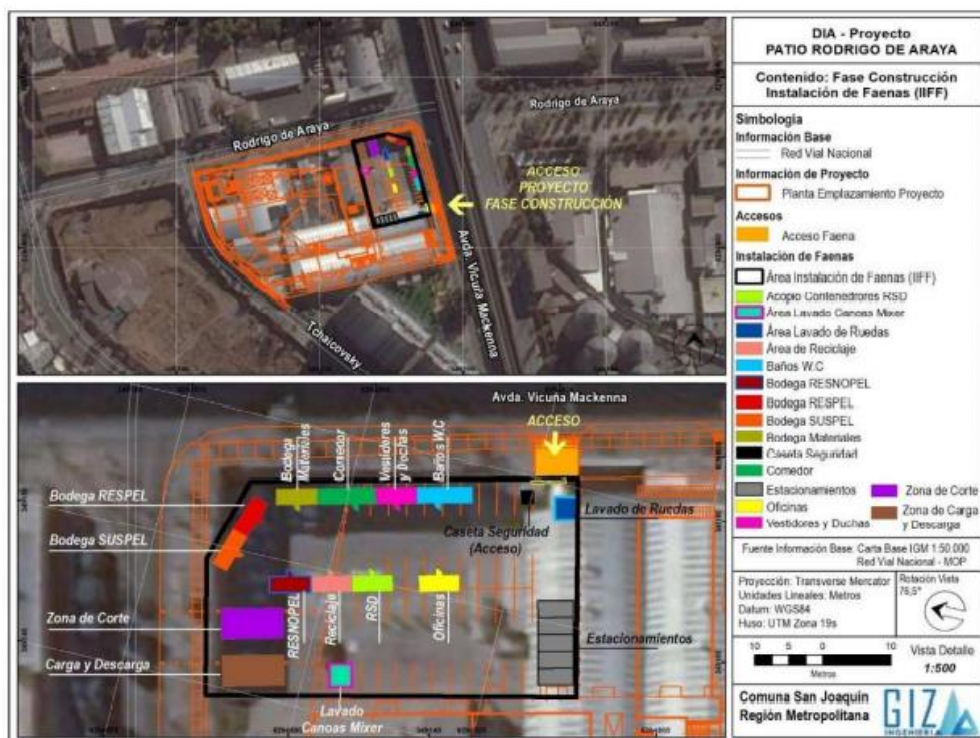 Rodrigo de Araya
Rodrigo de Araya
ACCESO
PROYECTO
FASE CONSTRUCCIÓN
Avda. Vicuña Mackenna
Tchaicovsky
Avda. Vicuña Mackenna
ACCESO
Bodega
Materiales
Comedor
Vestidores
y Duchas
Baños W.C
Bodega RESPEL
Bodega SUSPEL
Caseta Seguridad
(Acceso)
Lavado de Ruedas
Zona de Corte
RESNOPEL
Reciclaje
RSD
Oficinas
Estacionamientos
Carga y Descarga
Lavado
Canoas Mixer
DIA - Proyecto
PATIO RODRIGO DE ARAYA
Contenido: Fase Construcción
Instalación de Faenas (IIFF)
Simbología
Información Base
Red Vial Nacional
Información de Proyecto
Planta Emplazamiento Proyecto
Accesos
Acceso Faena
Instalación de Faenas
Área Instalación de Faenas (IIFF)
Acopio Contenedrores RSD
Área Lavado Canoas Mixer
Área Lavado de Ruedas
Área de Reciclaje
Baños W.C
Bodega RESNOPEL
Bodega RESPEL
Bodega SUSPEL
Bodega Materiales
Caseta Seguridad
Comedor
Estacionamientos
Oficinas
Vestidores y Duchas
Zona de Corte
Zona de Carga
y Descarga
Fuente Información Base: Carta Base IGM 1:50.000
Red Vial Nacional - MOP
Proyección: Transverse Mercator
Unidades Lineales: Metros
Datum: WGS84
Huso: UTM Zona 19s
Rotación Vista
76,5°
10 5 0 10
Metros
Vista Detalle
1:500
Comuna San Joaquín
Región Metropolitana
GIZ
INGENIERIA